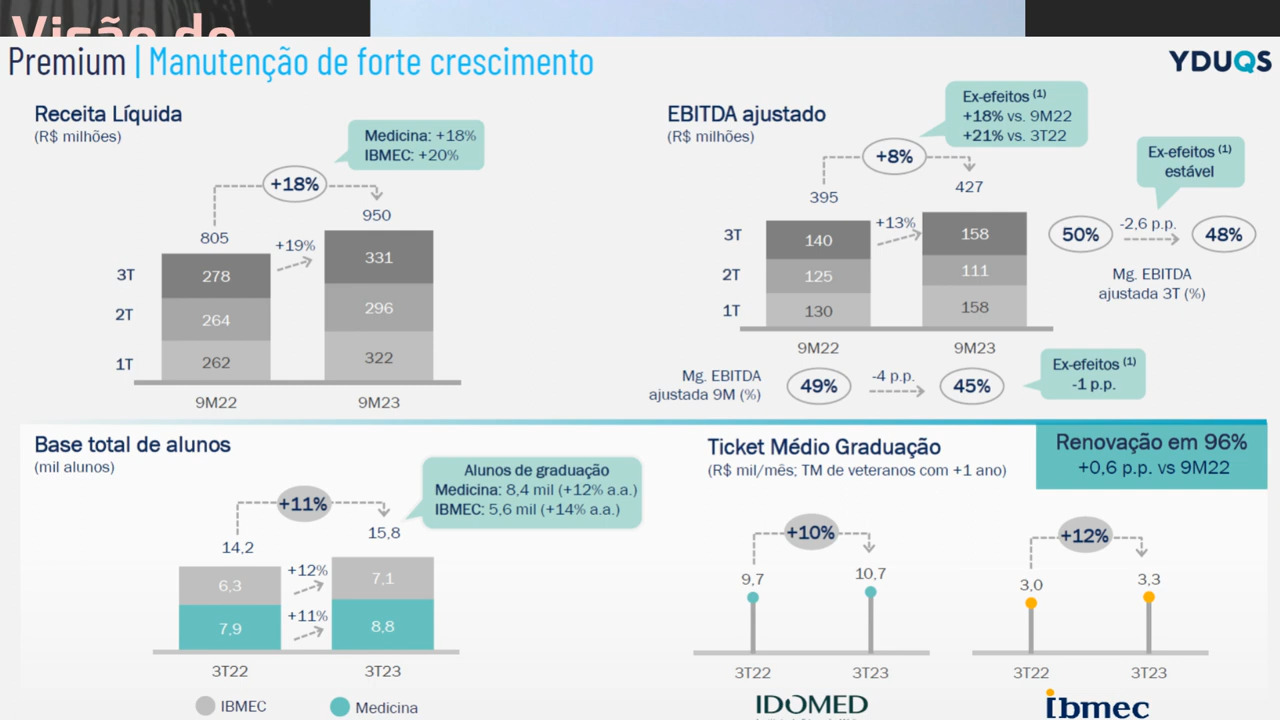 Visão do
Premium | Manutenção de forte crescimento
YDUQS
Receita Líquida
(R$ milhões)
Medicina: +18%
IBMEC: +20%
+18%
805
950
+19%
3T
278
331
2T
264
296
1T
262
322
9M22
9M23
EBITDA ajustado
(R$ milhões)
Ex-efeitos (1)
+18% vs. 9M22
+21% vs. 3T22
+8%
395
427
+13%
3T
140
158
2T
125
111
1T
130
158
9M22
9M23
Ex-efeitos (1)
estável
50%
-2,6 p.p.
48%
Mg. EBITDA
ajustada 3T (%)
Mg. EBITDA
ajustada 9M (%)
49%
-4 p.p.
45%
Ex-efeitos (1)
-1 p.p.
Base total de alunos
(mil alunos)
Alunos de graduação
Medicina: 8,4 mil (+12% a.a.)
IBMEC: 5,6 mil (+14% a.a.)
+11%
14,2
15,8
+12%
6,3
7,1
+11%
7,9
8,8
3T22
3T23
IBMEC
Medicina
Ticket Médio Graduação
(R$ mil/mês; TM de veteranos com +1 ano)
Renovação em 96%
+0,6 p.p. vs 9M22
+10%
9,7
10,7
3T22
3T23
IDOMED
+12%
3,0
3,3
3T22
3T23
ibmec